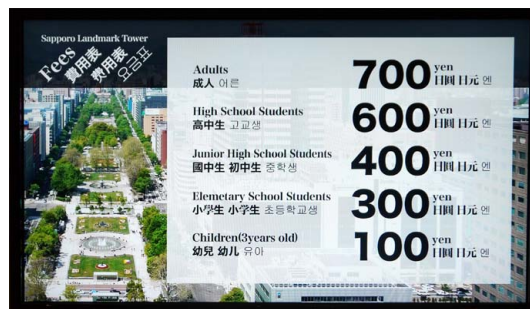 Sapporo Landmark Tower
Fees
費用表
费用表
요금표
Adults
成人 어른
700 yen
日圓 日元 엔
High School Students
高中生 고교생
600 yen
日圓 日元 엔
Junior High School Students
國中生 初中生 중학생
400 yen
日圓 日元 엔
Elemetary School Students
小學生 小学生 초등학교생
300 yen
日圓 日元 엔
Children(3years old)
幼兒 幼儿 유아
100 yen
日圓 日元 엔